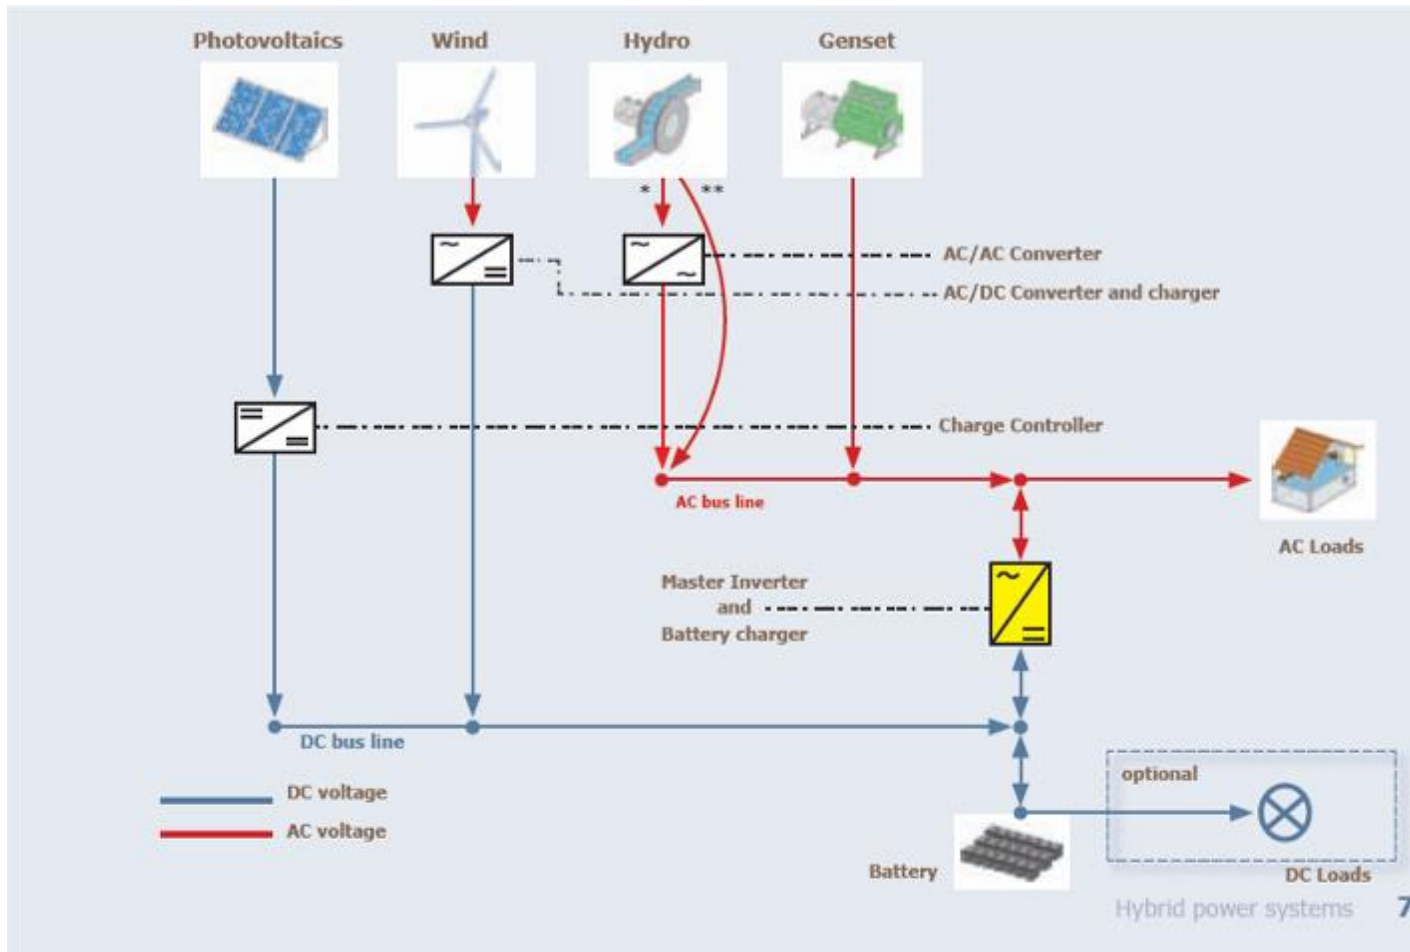 Photovoltaics
Wind
Hydro
Genset
*
**
AC/AC Converter
AC/DC Converter and charger
Charge Controller
AC bus line
AC Loads
Master Inverter
and
Battery charger
DC bus line
DC voltage
AC voltage
optional
Battery
DC Loads
Hybrid power systems 7